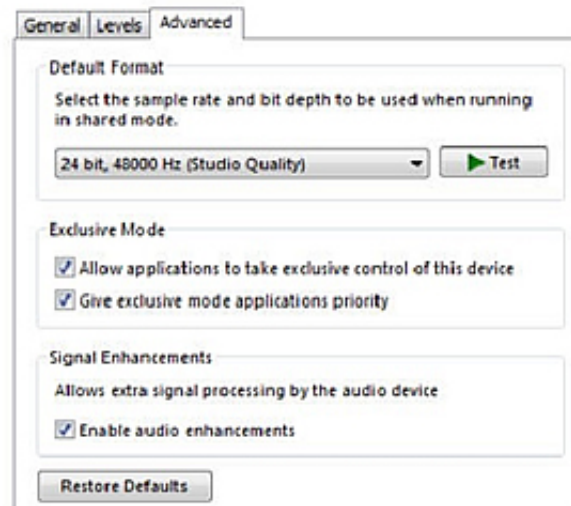 General Levels Advanced
Default Format
Select the sample rate and bit depth to be used when running
in shared mode.
24 bit, 48000 Hz (Studio Quality)
Test
Exclusive Mode
Allow applications to take exclusive control of this device
Give exclusive mode applications priority
Signal Enhancements
Allows extra signal processing by the audio device
Enable audio enhancements
Restore Defaults